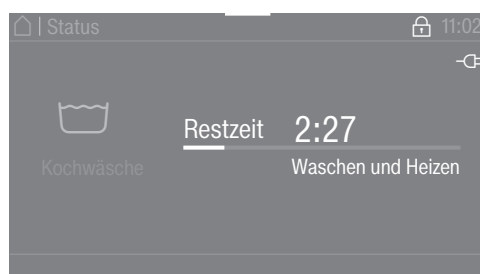 | Status 11:02
Restzeit 2:27
Kochwäsche
Waschen und Heizen